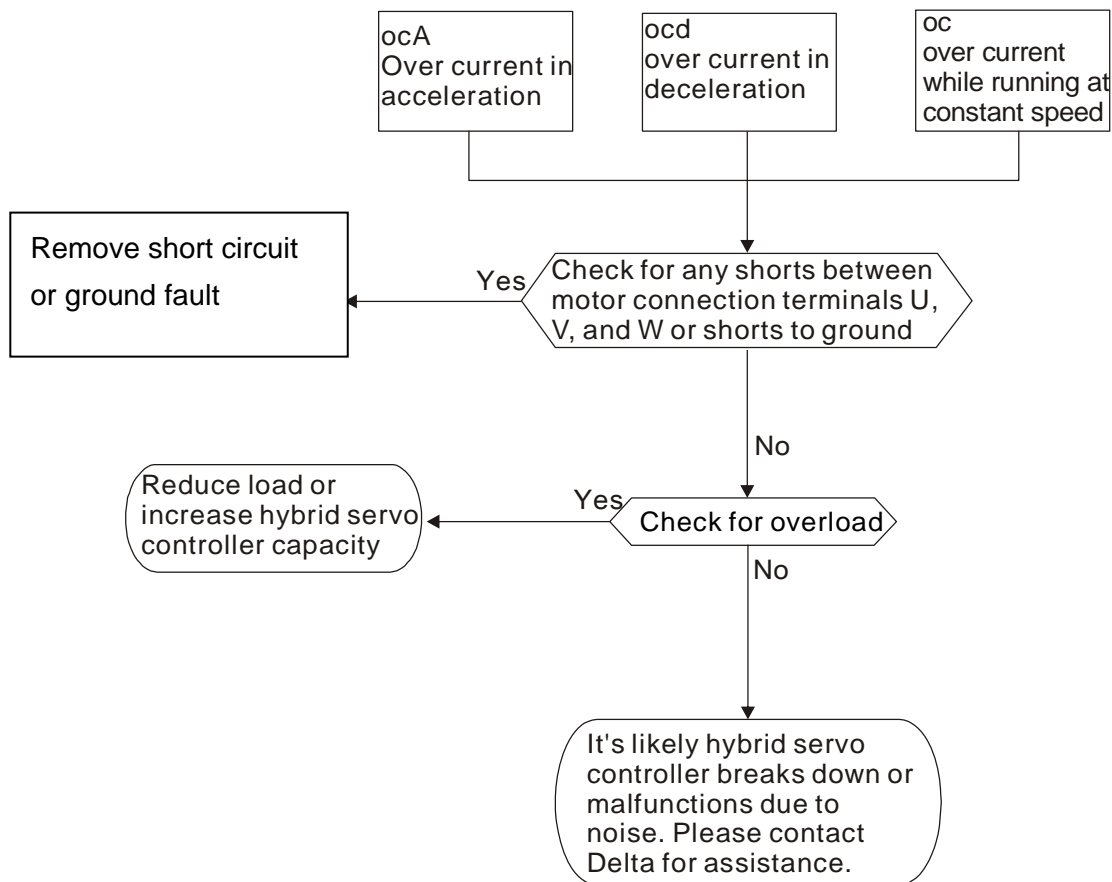 ocA
Over current in
acceleration
ocd
over current in
deceleration
oc
over current
while running at
constant speed
Remove short circuit
or ground fault
Yes
Check for any shorts between
motor connection terminals U,
V, and W or shorts to ground
No
Reduce load or
increase hybrid servo
controller capacity
Yes
Check for overload
No
It's likely hybrid servo
controller breaks down or
malfunctions due to
noise. Please contact
Delta for assistance.